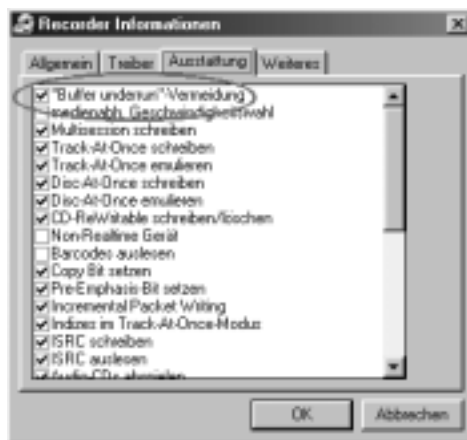 Recorder Informationen
Allgemein Treiber Ausstattung Weiteres
"Buffer underrun"-Vermeidung
medienabh. Geschwindigkeitswahl
Multisession schreiben
Track-At-Once schreiben
Track-At-Once emulieren
Disc-At-Once schreiben
Disc-At-Once emulieren
CD-ReWritable schreiben/löschen
Non-Realtime Gerät
Barcodes auslesen
Copy Bit setzen
Pre-Emphasis-Bit setzen
Incremental Packet Writing
Indizes im Track-At-Once-Modus
ISRC schreiben
ISRC auslesen
Audio-CDs abspielen
OK Abbrechen